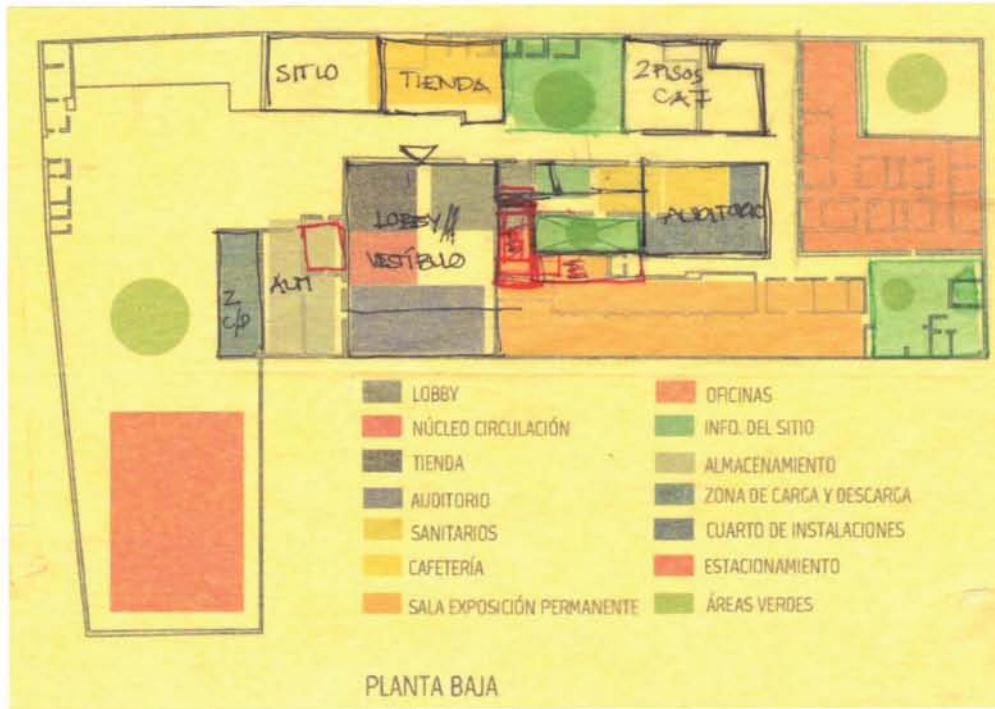 SITIO
TIENDA
2 PISOS
CAF
LOBBY
VESTÍBULO
AUDITORIO
ALM
Z
C/D
LOBBY
NÚCLEO CIRCULACIÓN
TIENDA
AUDITORIO
SANITARIOS
CAFETERÍA
SALA EXPOSICIÓN PERMANENTE
OFICINAS
INFO. DEL SITIO
ALMACENAMIENTO
ZONA DE CARGA Y DESCARGA
CUARTO DE INSTALACIONES
ESTACIONAMIENTO
ÁREAS VERDES
PLANTA BAJA